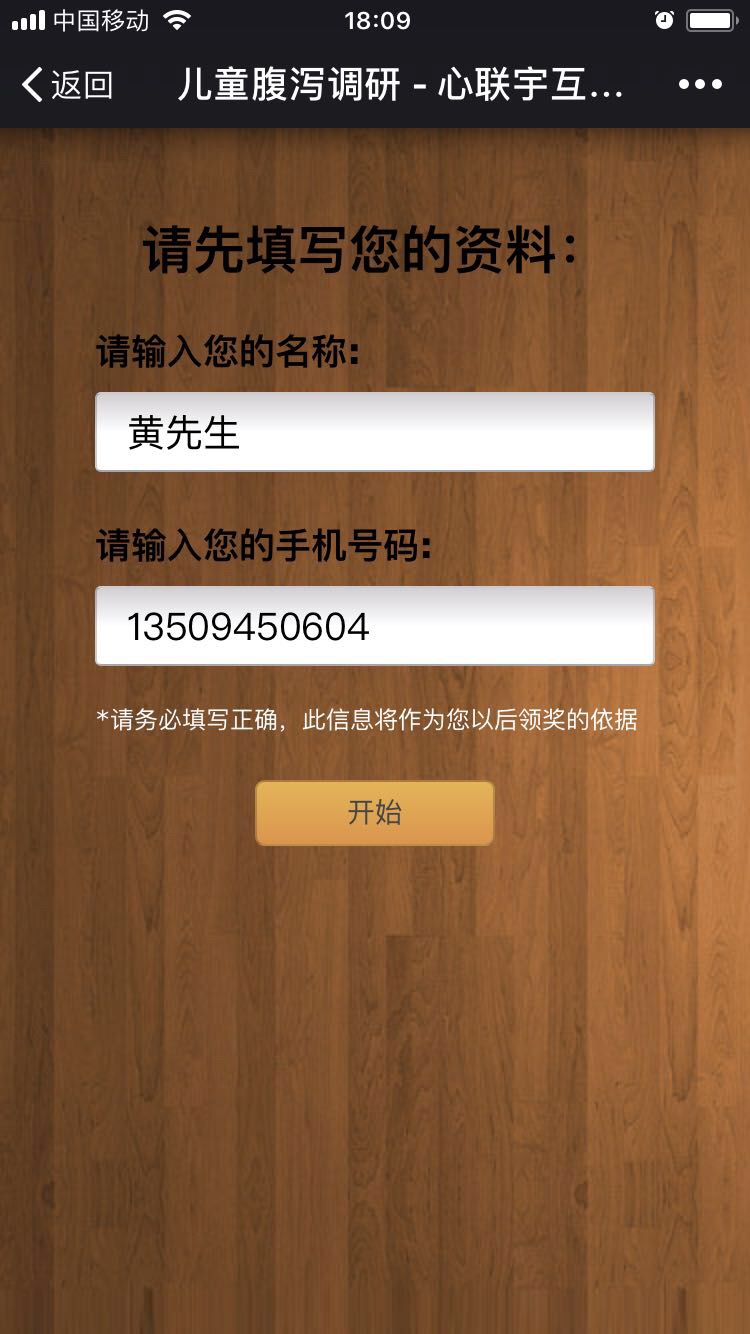 中国移动 18:09
返回 儿童腹泻调研 - 心联宇互...
请先填写您的资料：
请输入您的名称:
黄先生
请输入您的手机号码:
13509450604
*请务必填写正确，此信息将作为您以后领奖的依据
开始